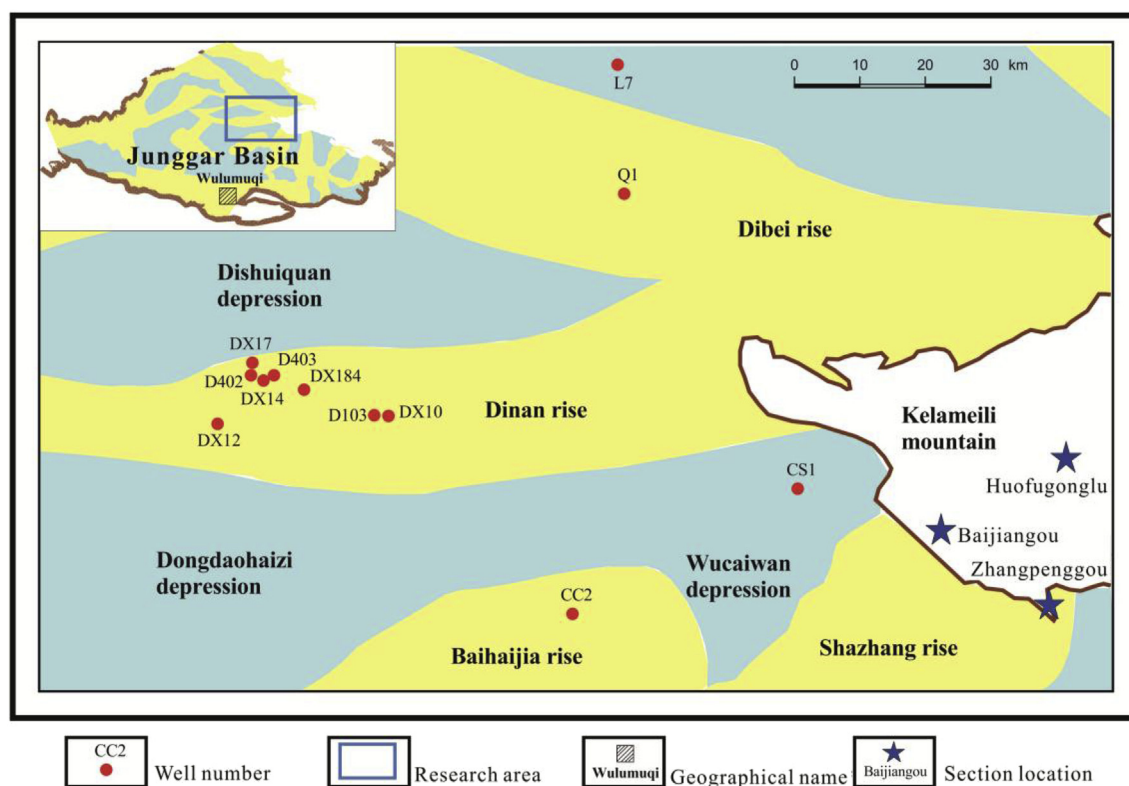 0 10 20 30 km
L7
Junggar Basin
Wulumuqi
Q1
Dibei rise
Dishuiquan
depression
DX17
D403
D402
DX184
DX14
D103
DX10
Dinan rise
DX12
Kelameili
mountain
CS1
Huofugonglu
Baijiangou
Dongdaohaizi
depression
Wucaiwan
depression
Zhangpenggou
CC2
Baihaijia rise
Shazhang rise
CC2
Well number
Research area
Wulumuqi
Geographical name
Baijiangou
Section location